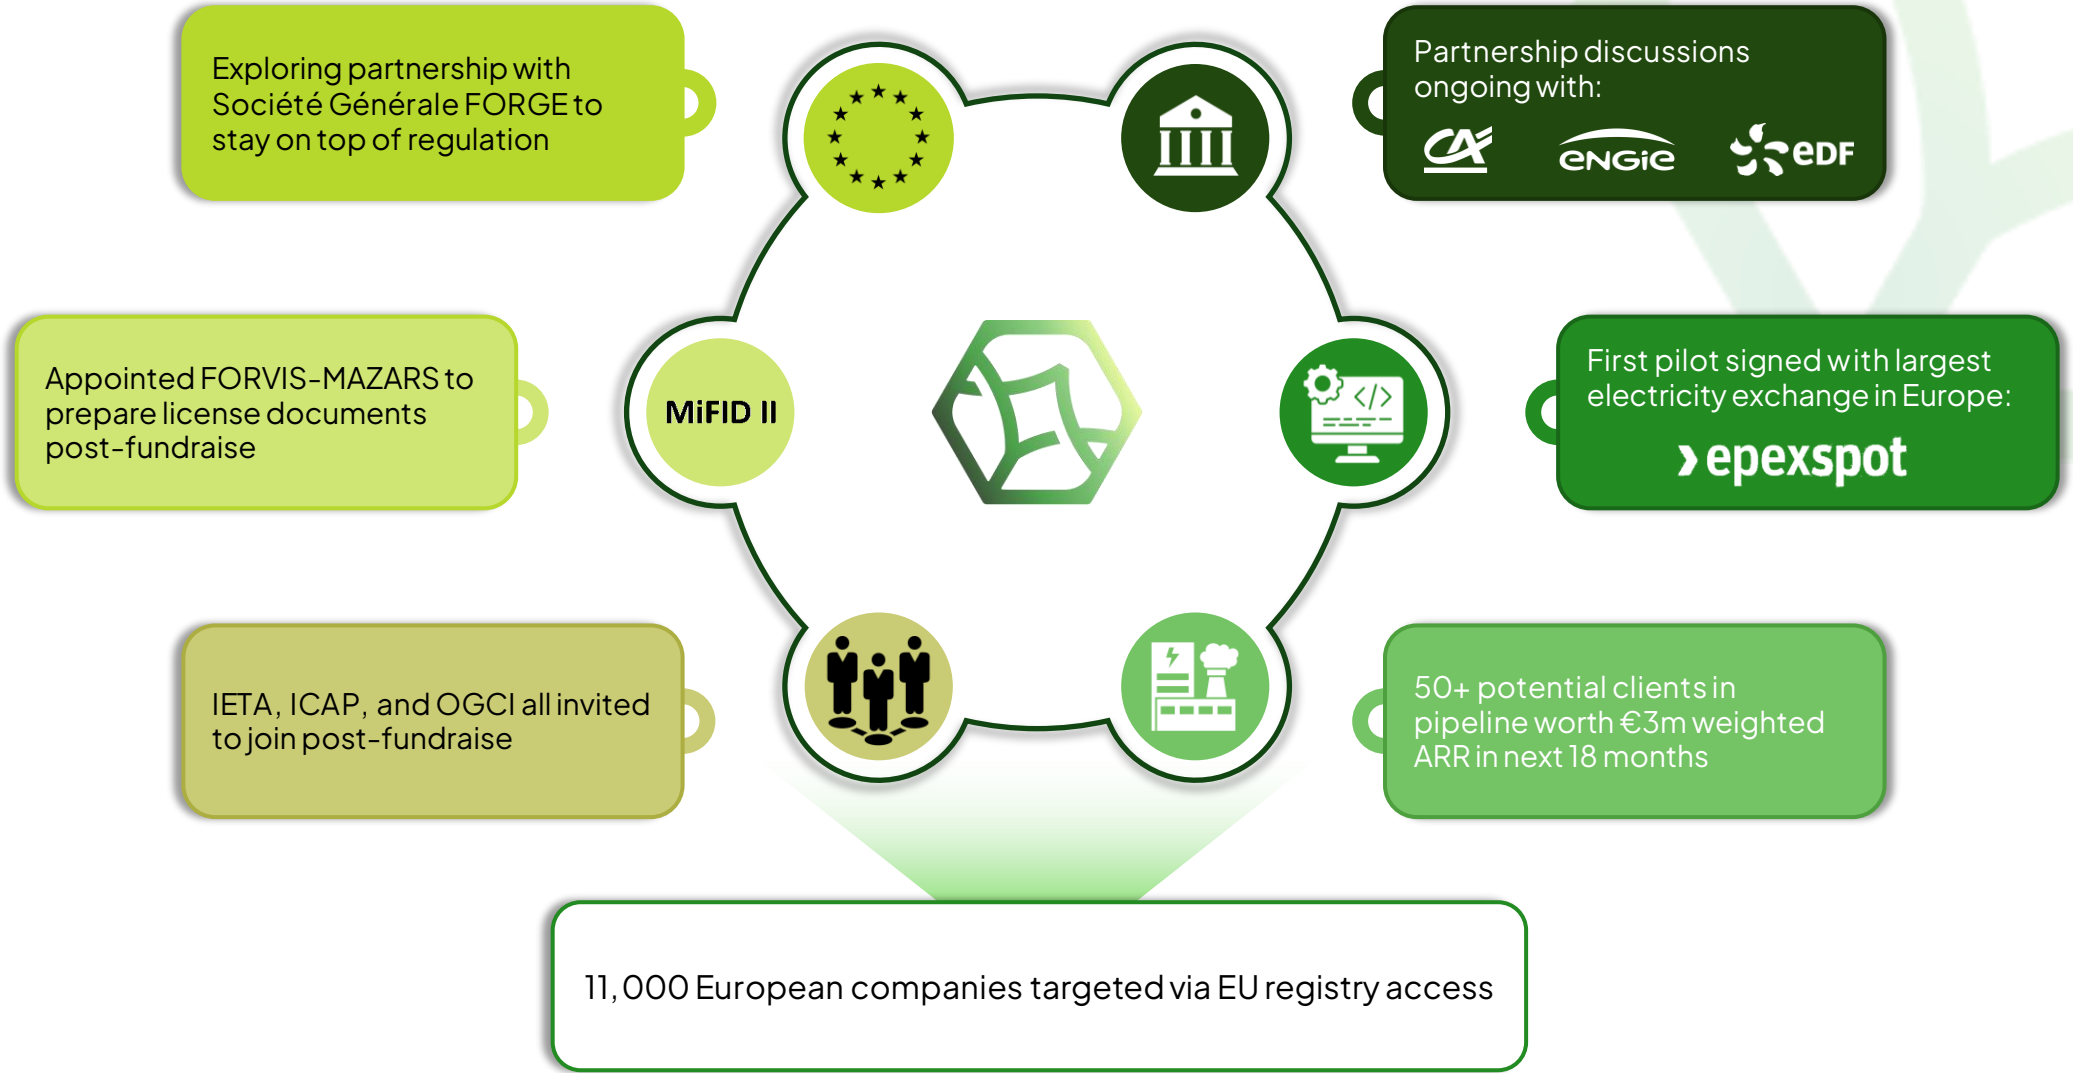 Exploring partnership with
Société Générale FORGE to
stay on top of regulation
Partnership discussions
ongoing with:
CA
ENGIE
eDF
Appointed FORVIS-MAZARS to
prepare license documents
post-fundraise
MiFID II
</>
First pilot signed with largest
electricity exchange in Europe:
epexspot
IETA, ICAP, and OGCI all invited
to join post-fundraise
50+ potential clients in
pipeline worth €3m weighted
ARR in next 18 months
11,000 European companies targeted via EU registry access